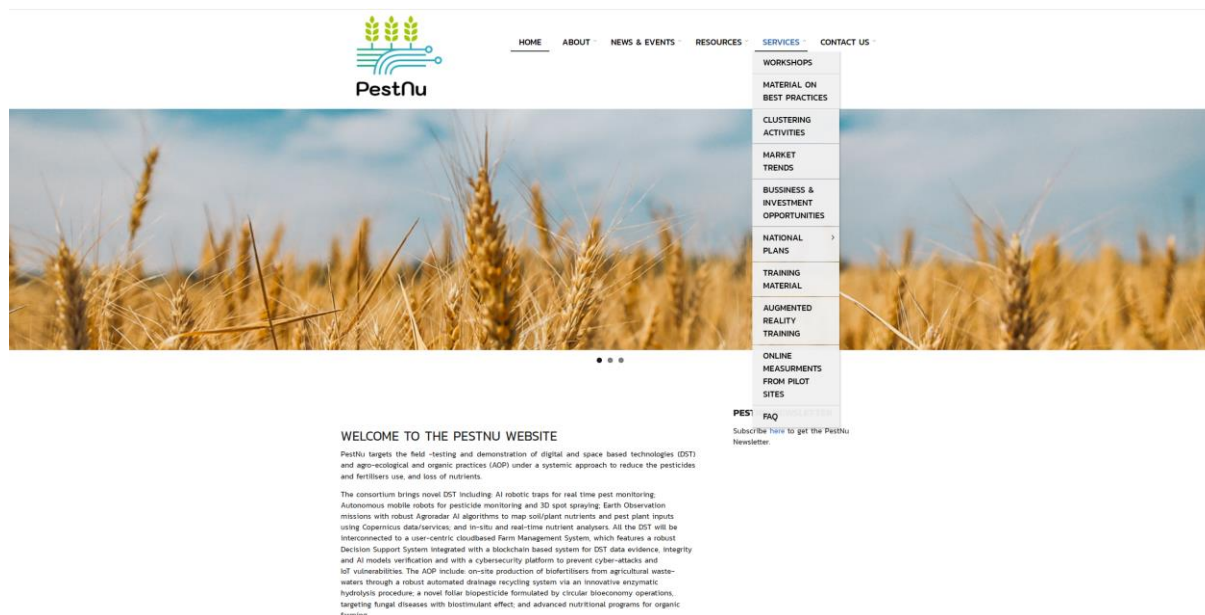 PestNu
HOME ABOUT NEWS & EVENTS RESOURCES SERVICES CONTACT US
WORKSHOPS
MATERIAL ON
BEST PRACTICES
CLUSTERING
ACTIVITIES
MARKET
TRENDS
BUSSINESS &
INVESTMENT
OPPORTUNITIES
NATIONAL
PLANS
TRAINING
MATERIAL
AUGMENTED
REALITY
TRAINING
ONLINE
MEASURMENTS
FROM PILOT
SITES
FAQ
WELCOME TO THE PESTNU WEBSITE
PestNu targets the field -testing and demonstration of digital and space based technologies (DST)
and agro-ecological and organic practices (AOP) under a systemic approach to reduce the pesticides
and fertilisers use, and loss of nutrients.
The consortium brings novel DST including: AI robotic traps for real time pest monitoring;
Autonomous mobile robots for pesticide monitoring and 3D spot spraying; Earth Observation
missions with robust Agroradar AI algorithms to map soil/plant nutrients and pest plant inputs
using Copernicus data/services; and in-situ and real-time nutrient analysers. All the DST will be
interconnected to a user-centric cloudbased Farm Management System, which features a robust
Decision Support System integrated with a blockchain based system for DST data evidence, integrity
and AI models verification and with a cybersecurity platform to prevent cyber-attacks and
IoT vulnerabilities. The AOP include: on-site production of biofertilisers from agricultural waste-
waters through a robust automated drainage recycling system via an innovative enzymatic
hydrolysis procedure; a novel foliar biopesticide formulated by circular bioeconomy operations,
targeting fungal diseases with biostimulant effect; and advanced nutritional programs for organic
PEST
Subscribe here to get the PestNu
Newsletter.